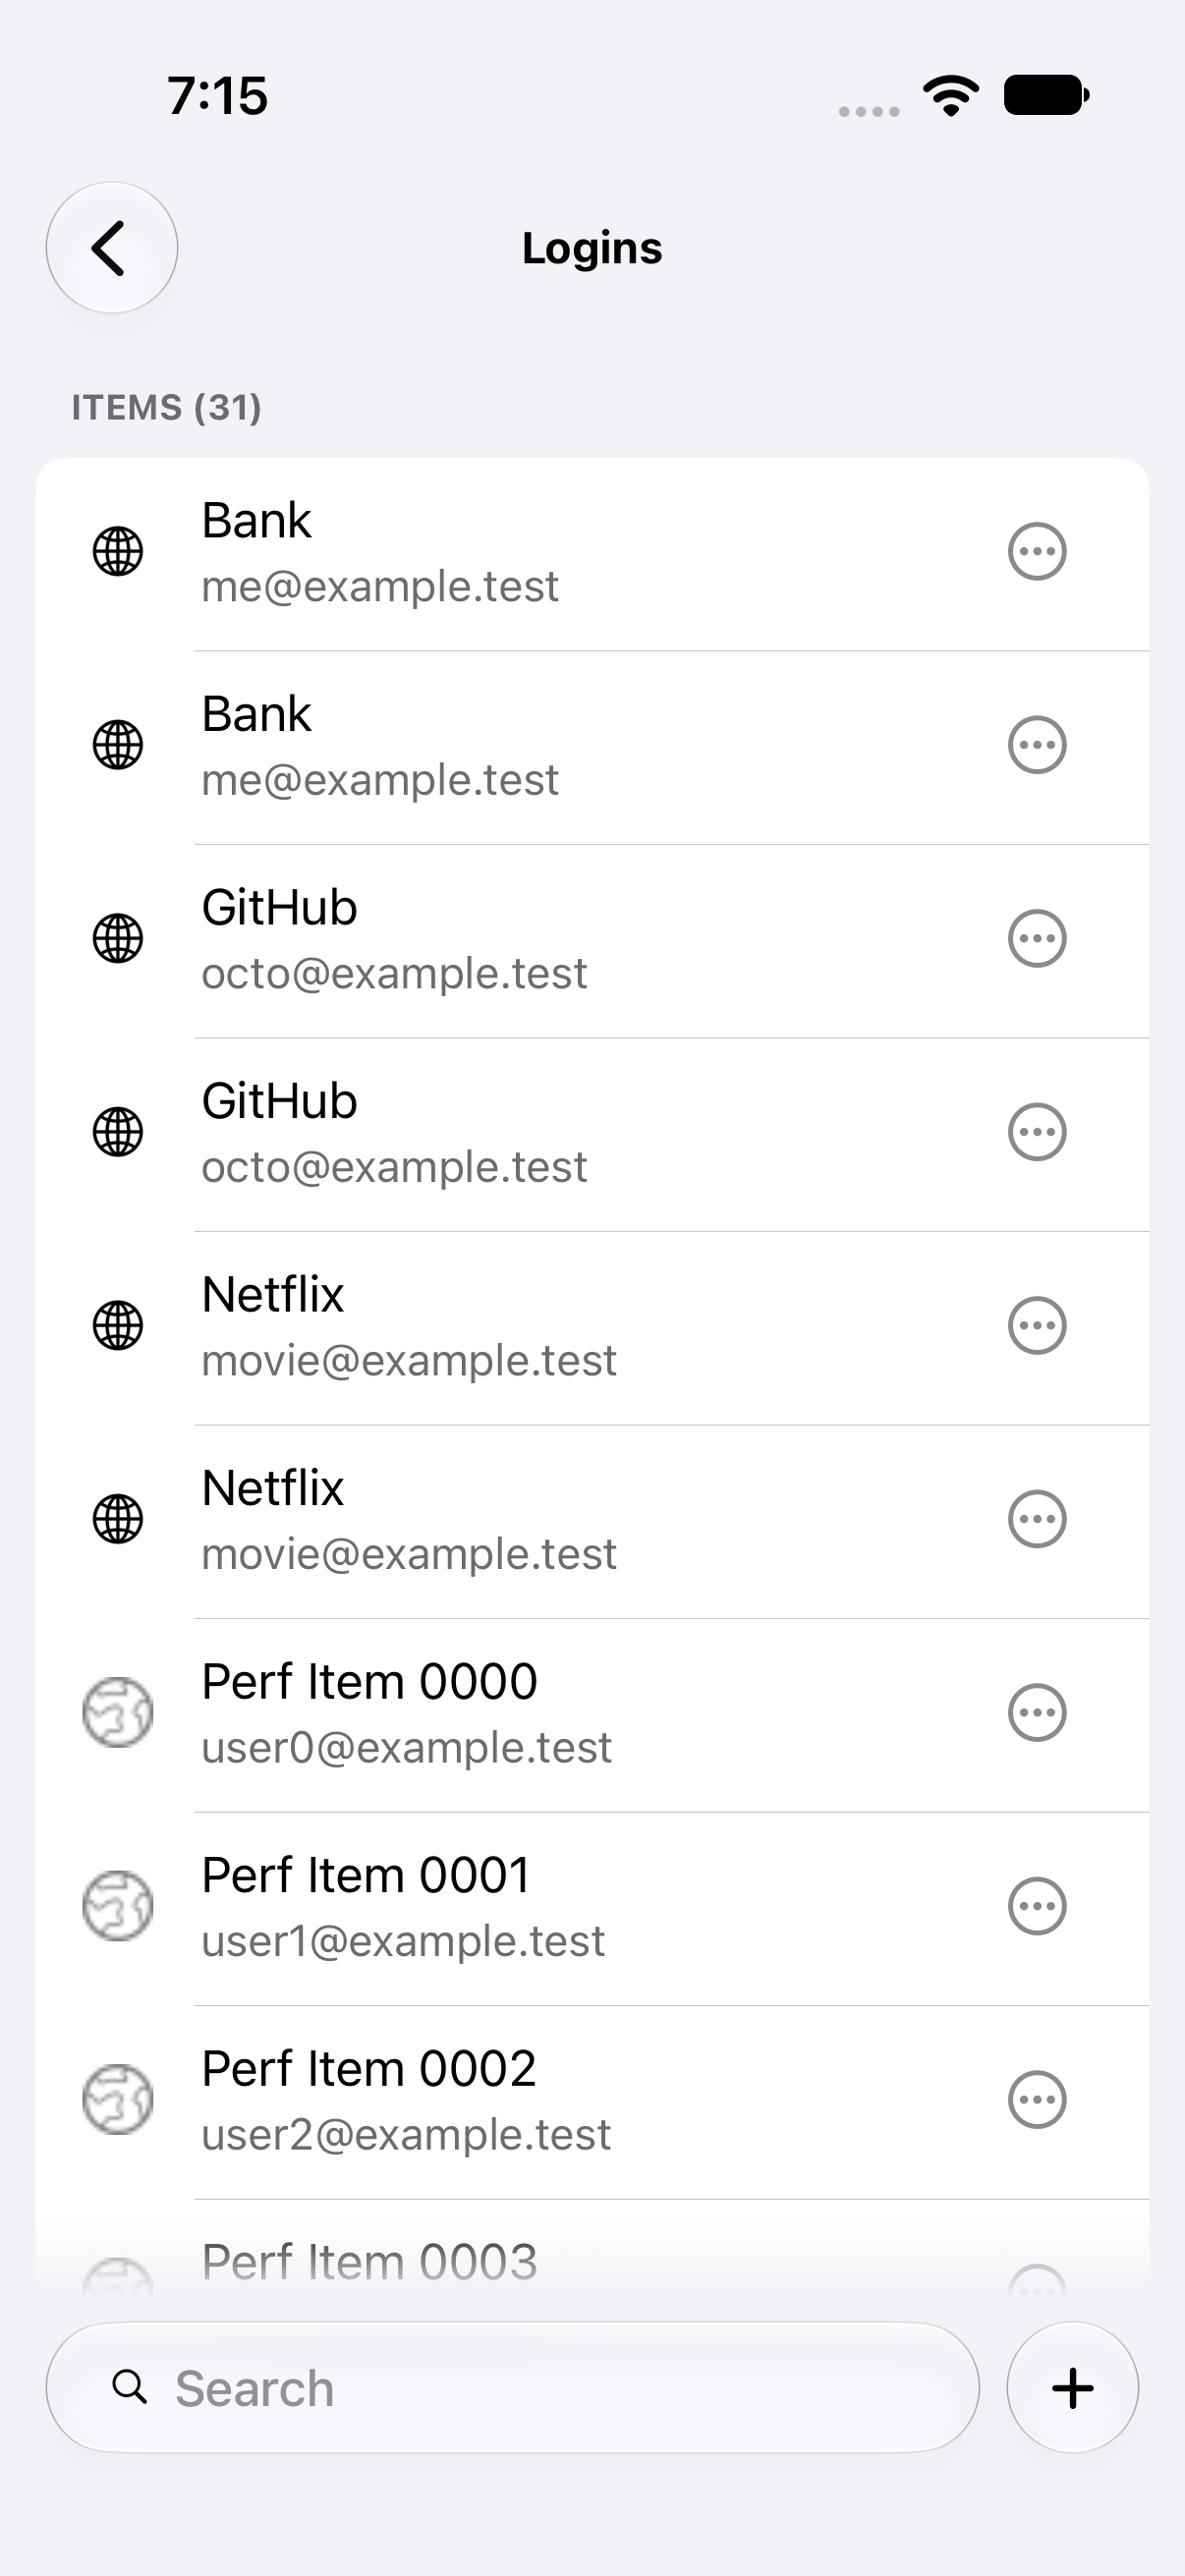 7:15
Logins
ITEMS (31)
Bank
me@example.test
Bank
me@example.test
GitHub
octo@example.test
GitHub
octo@example.test
Netflix
movie@example.test
Netflix
movie@example.test
Perf Item 0000
user0@example.test
Perf Item 0001
user1@example.test
Perf Item 0002
user2@example.test
Perf Item 0003
Search